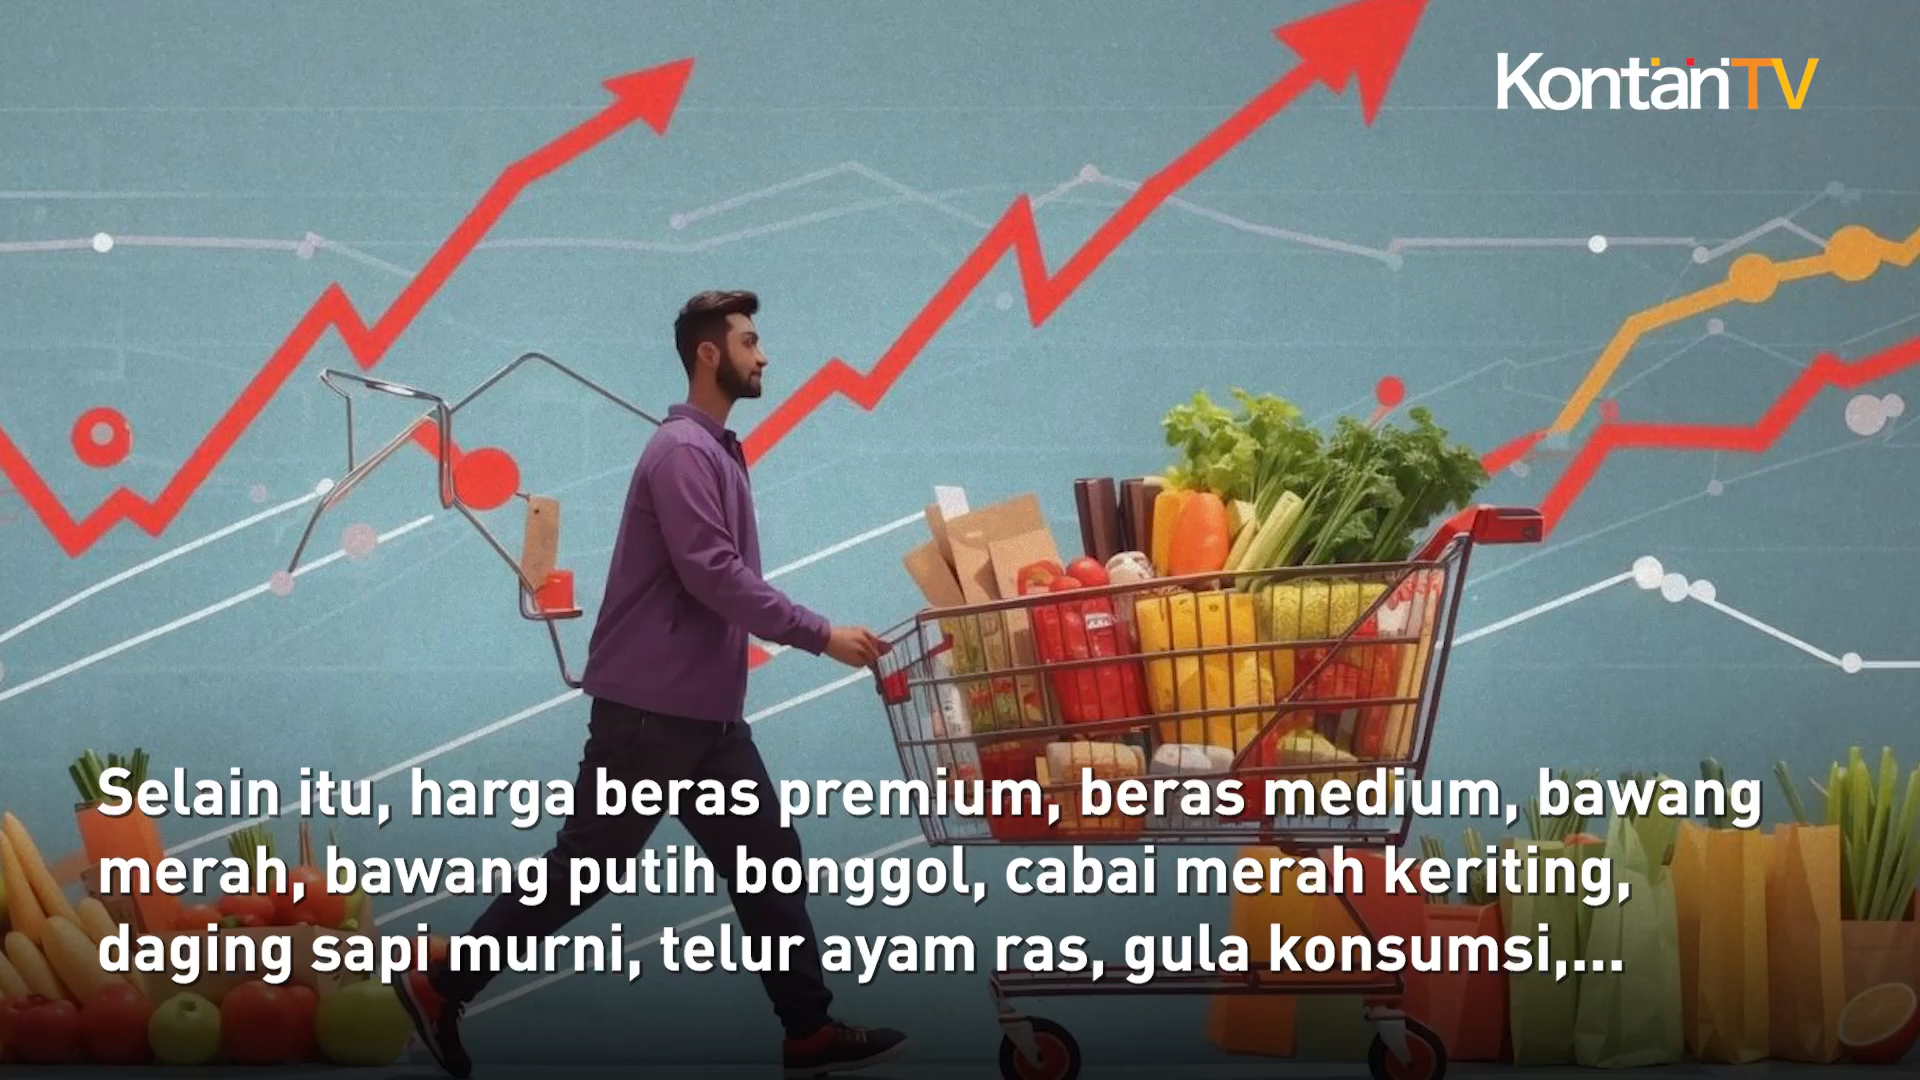 KontanTV
Selain itu, harga beras premium, beras medium, bawang
merah, bawang putih bonggol, cabai merah keriting,
daging sapi murni, telur ayam ras, gula konsumsi,...